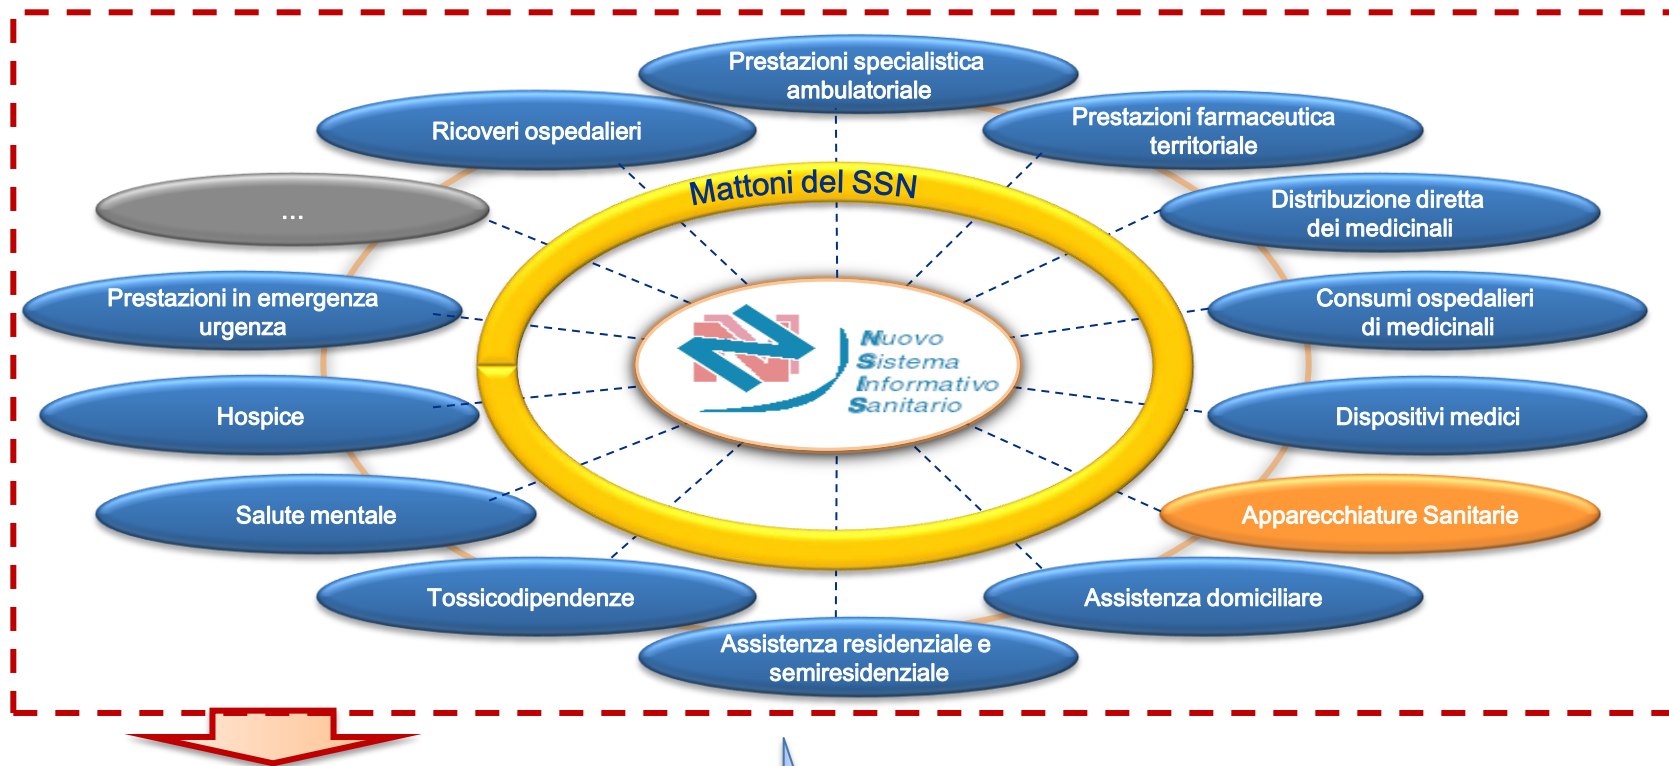 Prestazioni specialistica
ambulatoriale
Ricoveri ospedalieri
Prestazioni farmaceutica
territoriale
Mattoni del SSN
...
Distribuzione diretta
dei medicinali
Prestazioni in emergenza
urgenza
Consumi ospedalieri
di medicinali
Nuovo
Sistema
Informativo
Sanitario
Hospice
Dispositivi medici
Salute mentale
Apparecchiature Sanitarie
Tossicodipendenze
Assistenza domiciliare
Assistenza residenziale e
semiresidenziale